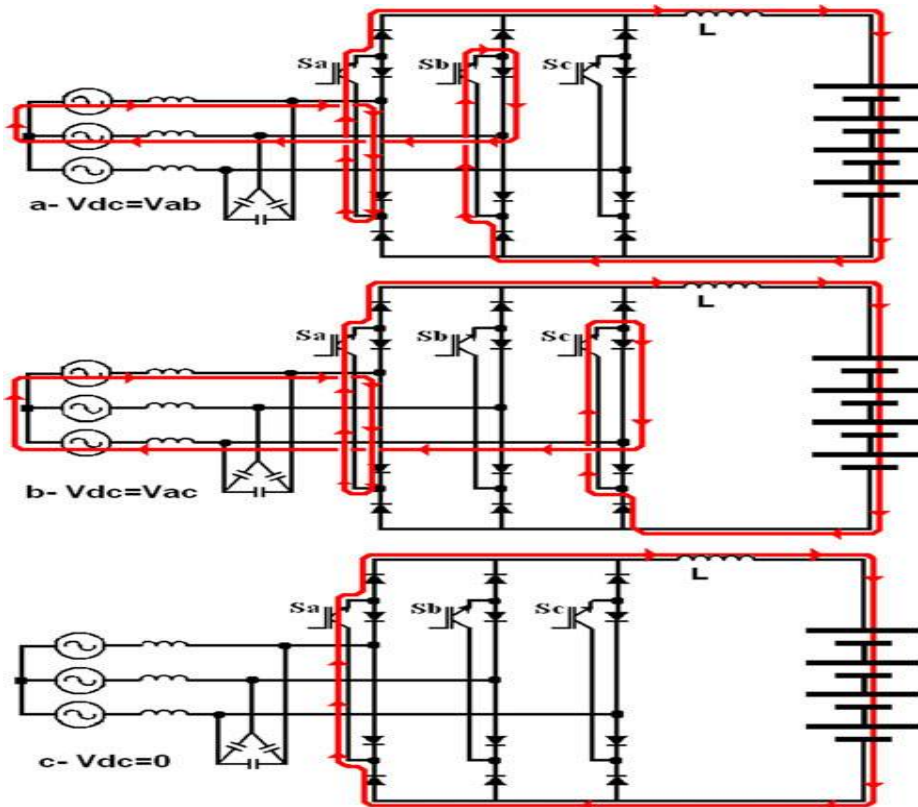 L
Sa Sb Sc
a- Vdc=Vab
L
Sa Sb Sc
b- Vdc=Vac
L
Sa Sb Sc
c- Vdc=0